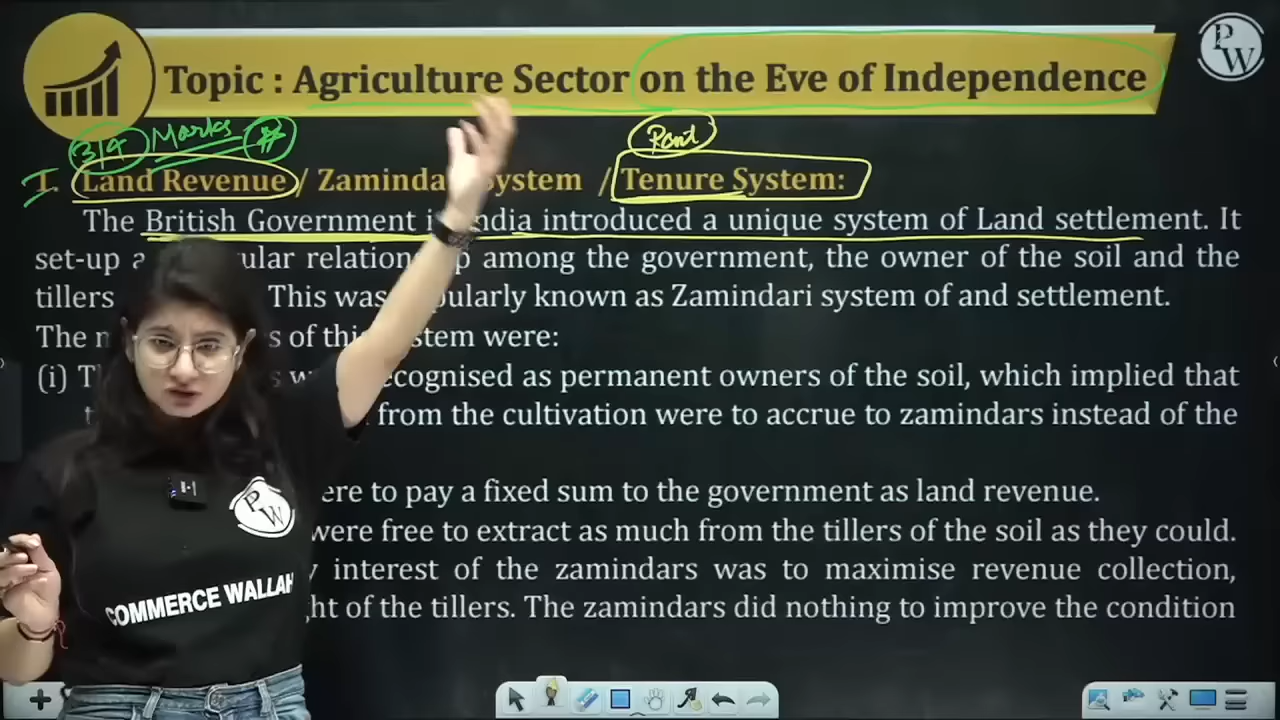 PW
Topic : Agriculture Sector on the Eve of Independence
3/4 Marks
Rent
I. Land Revenue / Zaminda System / Tenure System:
The British Government in India introduced a unique system of Land settlement. It
set-up a ular relation p among the government, the owner of the soil and the
tillers This was pularly known as Zamindari system of and settlement.
The s of thi stem were:
(i) T s w ecognised as permanent owners of the soil, which implied that
from the cultivation were to accrue to zamindars instead of the
ere to pay a fixed sum to the government as land revenue.
were free to extract as much from the tillers of the soil as they could.
y interest of the zamindars was to maximise revenue collection,
ght of the tillers. The zamindars did nothing to improve the condition
PW
COMMERCE WALLAH